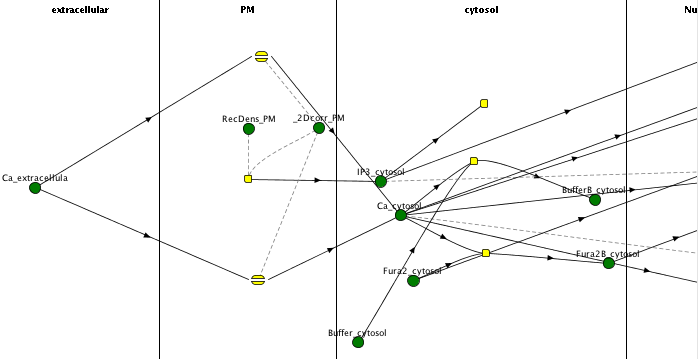 extracellular
PM
cytosol
Nu
RecDens_PM
_2Dcorr_PM
Ca_extracellula
IP3_cytosol
BufferB_cytosol
Ca_cytosol
Fura2B_cytosol
Fura2_cytosol
Buffer_cytosol